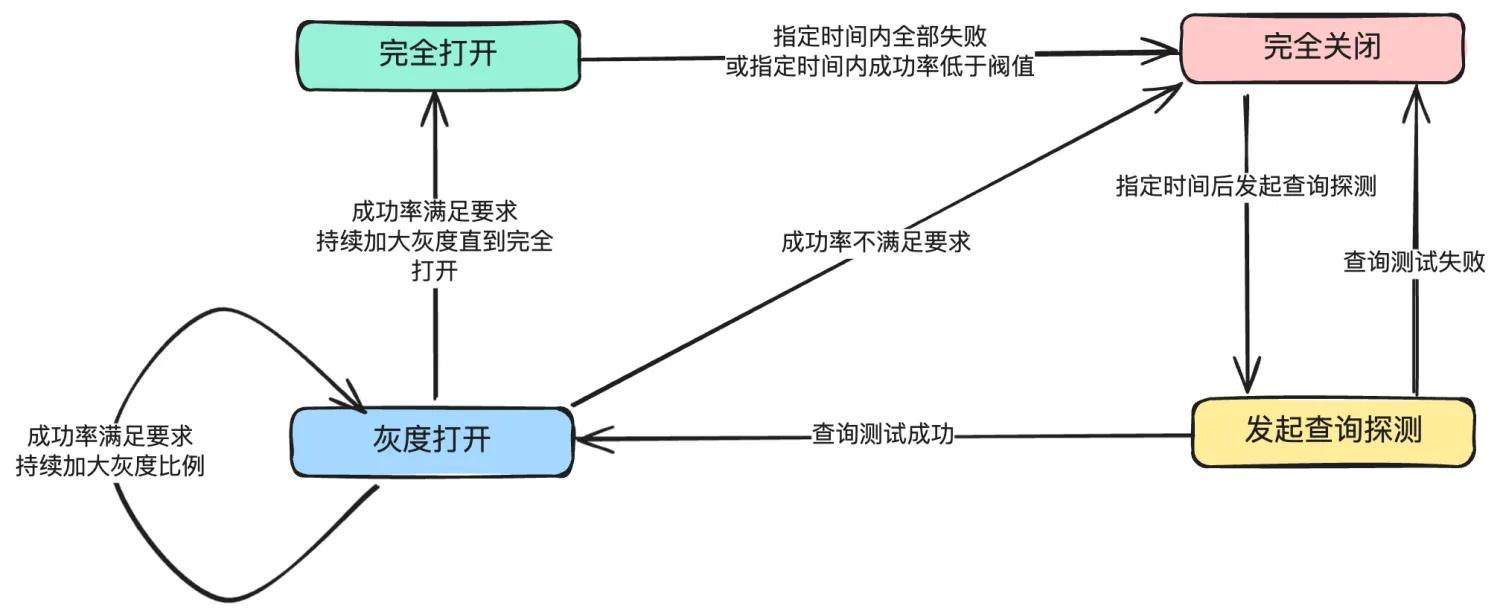 完全打开
指定时间内全部失败
或指定时间内成功率低于阀值
完全关闭
指定时间后发起查询探测
成功率满足要求
持续加大灰度直到完全
打开
成功率不满足要求
查询测试失败
成功率满足要求
持续加大灰度比例
灰度打开
查询测试成功
发起查询探测